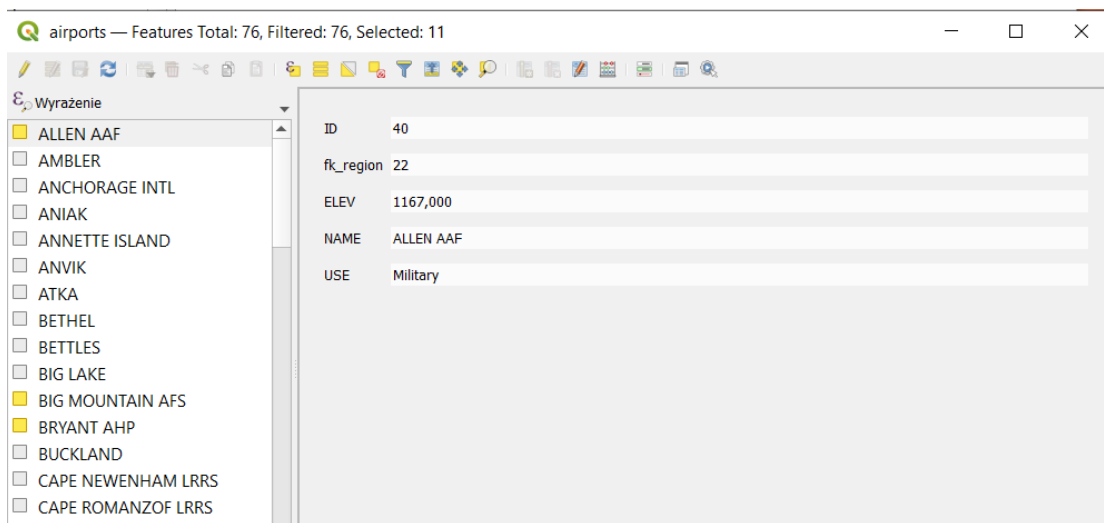 airports — Features Total: 76, Filtered: 76, Selected: 11
Wyrażenie
ALLEN AAF
AMBLER
ANCHORAGE INTL
ANIAK
ANNETTE ISLAND
ANVIK
ATKA
BETHEL
BETTLES
BIG LAKE
BIG MOUNTAIN AFS
BRYANT AHP
BUCKLAND
CAPE NEWENHAM LRRS
CAPE ROMANZOF LRRS
ID 40
fk_region 22
ELEV 1167,000
NAME ALLEN AAF
USE Military